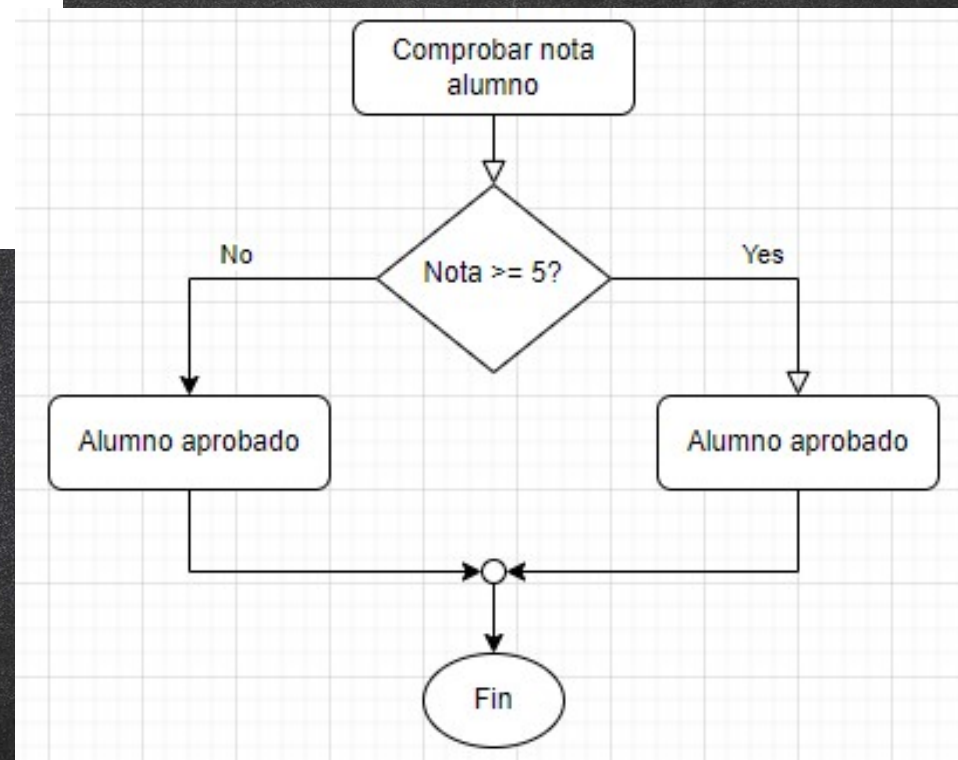 Comprobar nota
alumno
Nota >= 5?
No
Yes
Alumno aprobado
Alumno aprobado
Fin